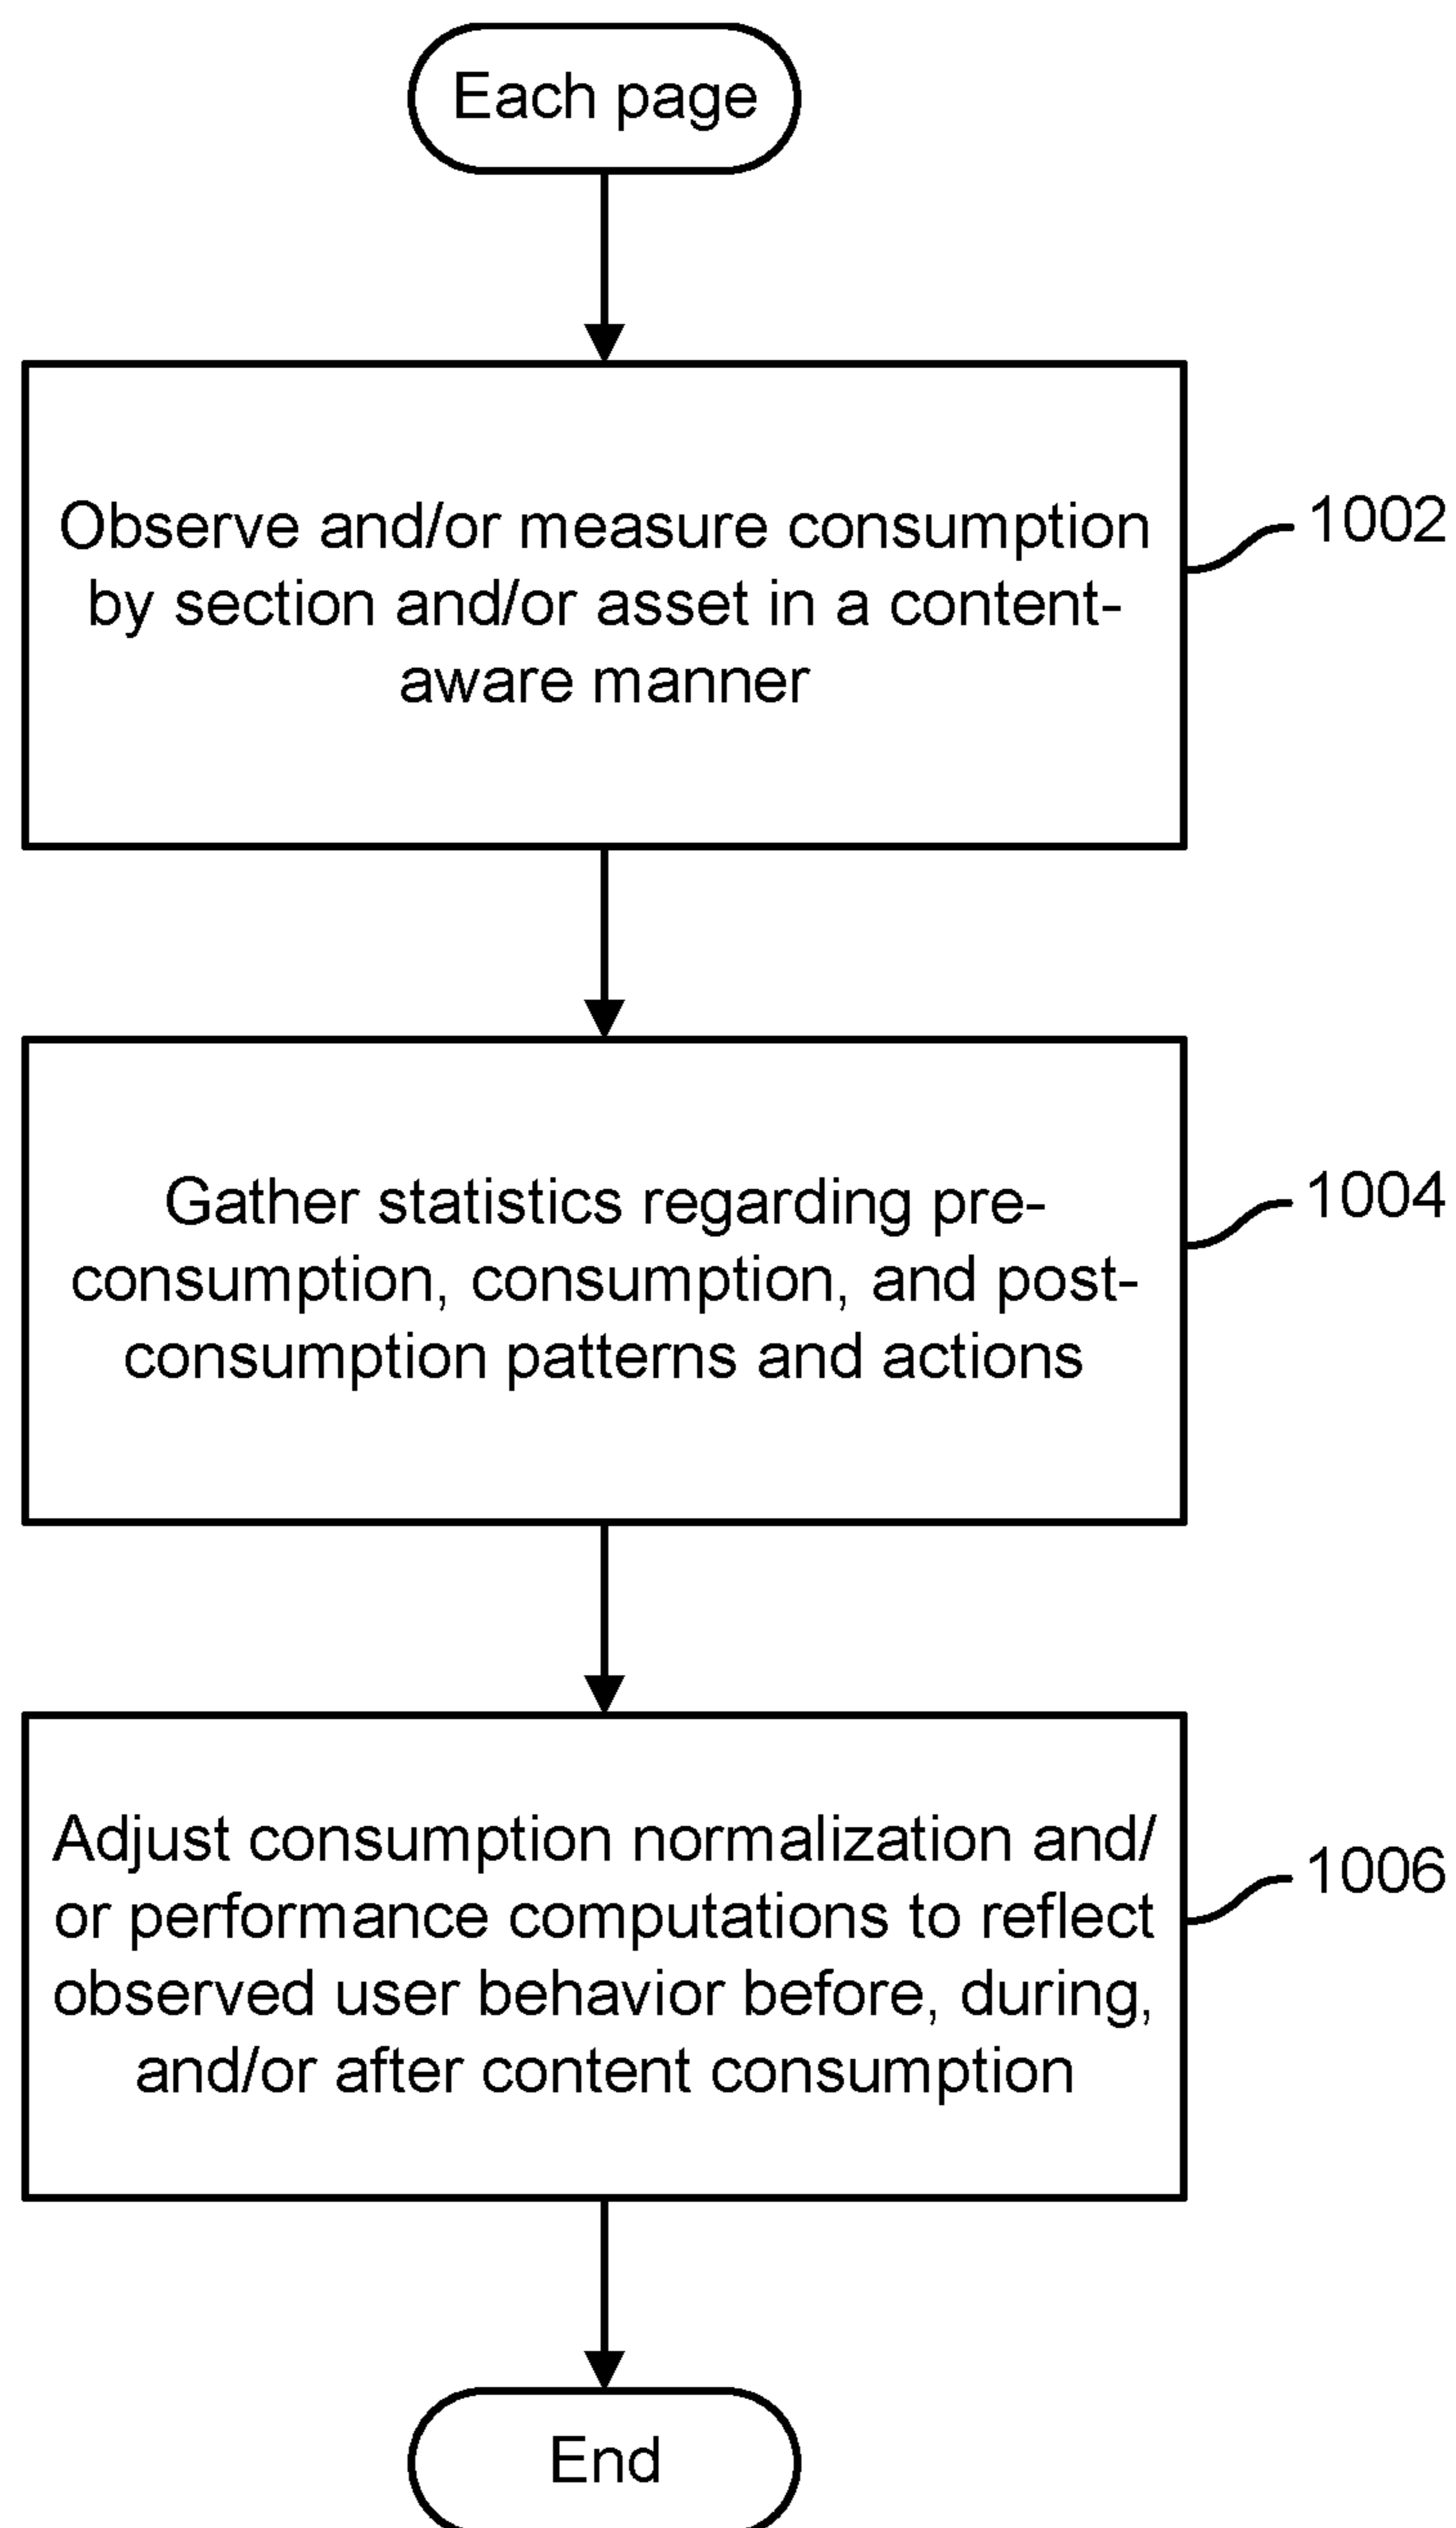 Each page
Observe and/or measure consumption
by section and/or asset in a content-
aware manner
1002
Gather statistics regarding pre-
consumption, consumption, and post-
consumption patterns and actions
1004
Adjust consumption normalization and/
or performance computations to reflect
observed user behavior before, during,
and/or after content consumption
1006
End